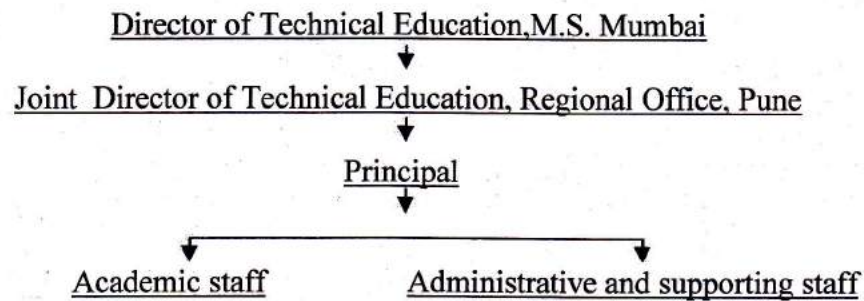 Director of Technical Education,M.S. Mumbai
Joint Director of Technical Education, Regional Office, Pune
Principal
Academic staff Administrative and supporting staff